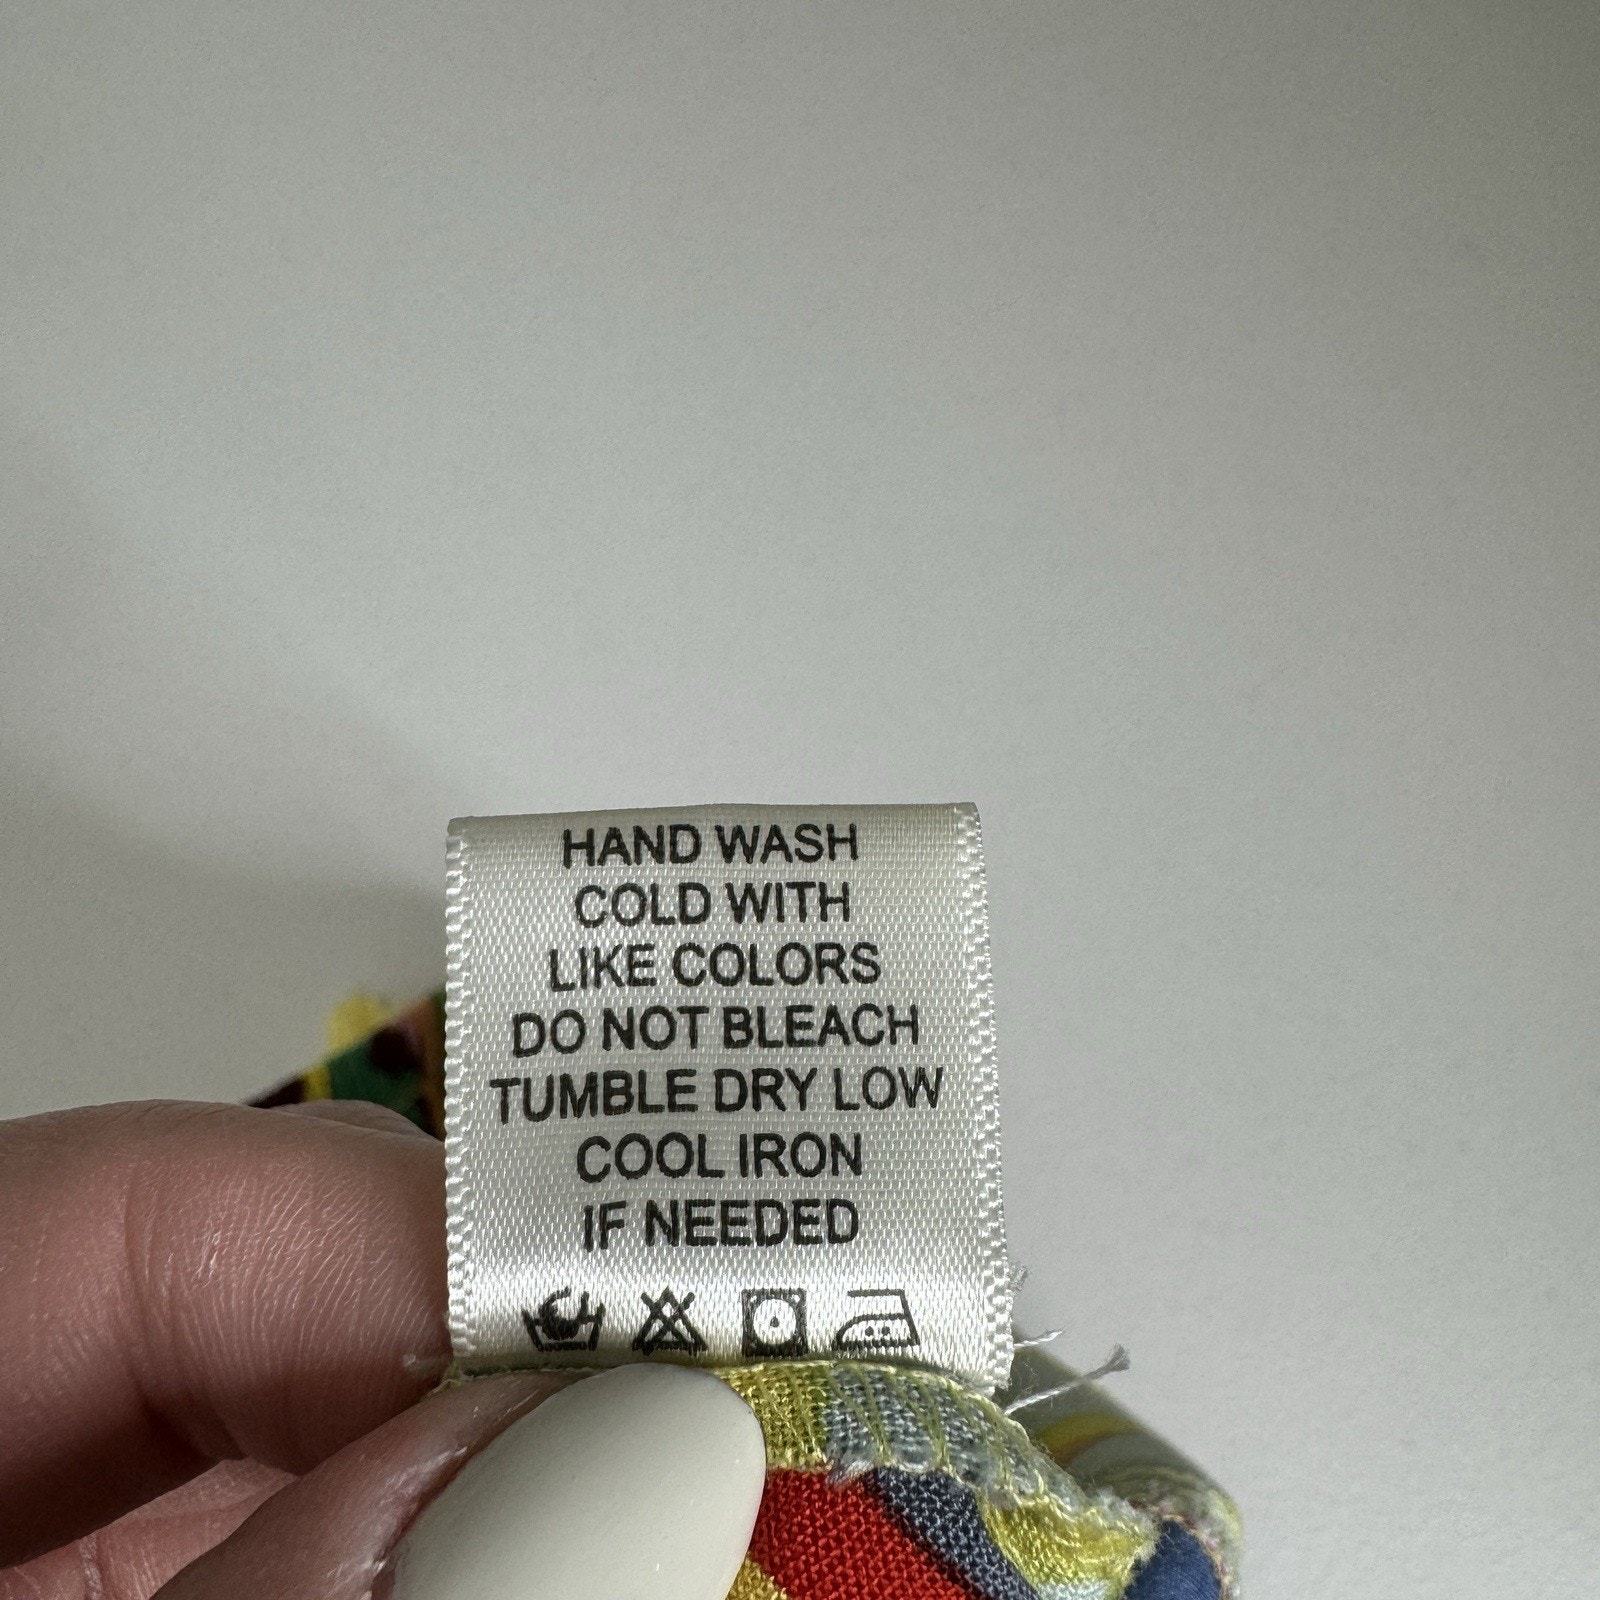 HAND WASH
COLD WITH
LIKE COLORS
DO NOT BLEACH
TUMBLE DRY LOW
COOL IRON
IF NEEDED